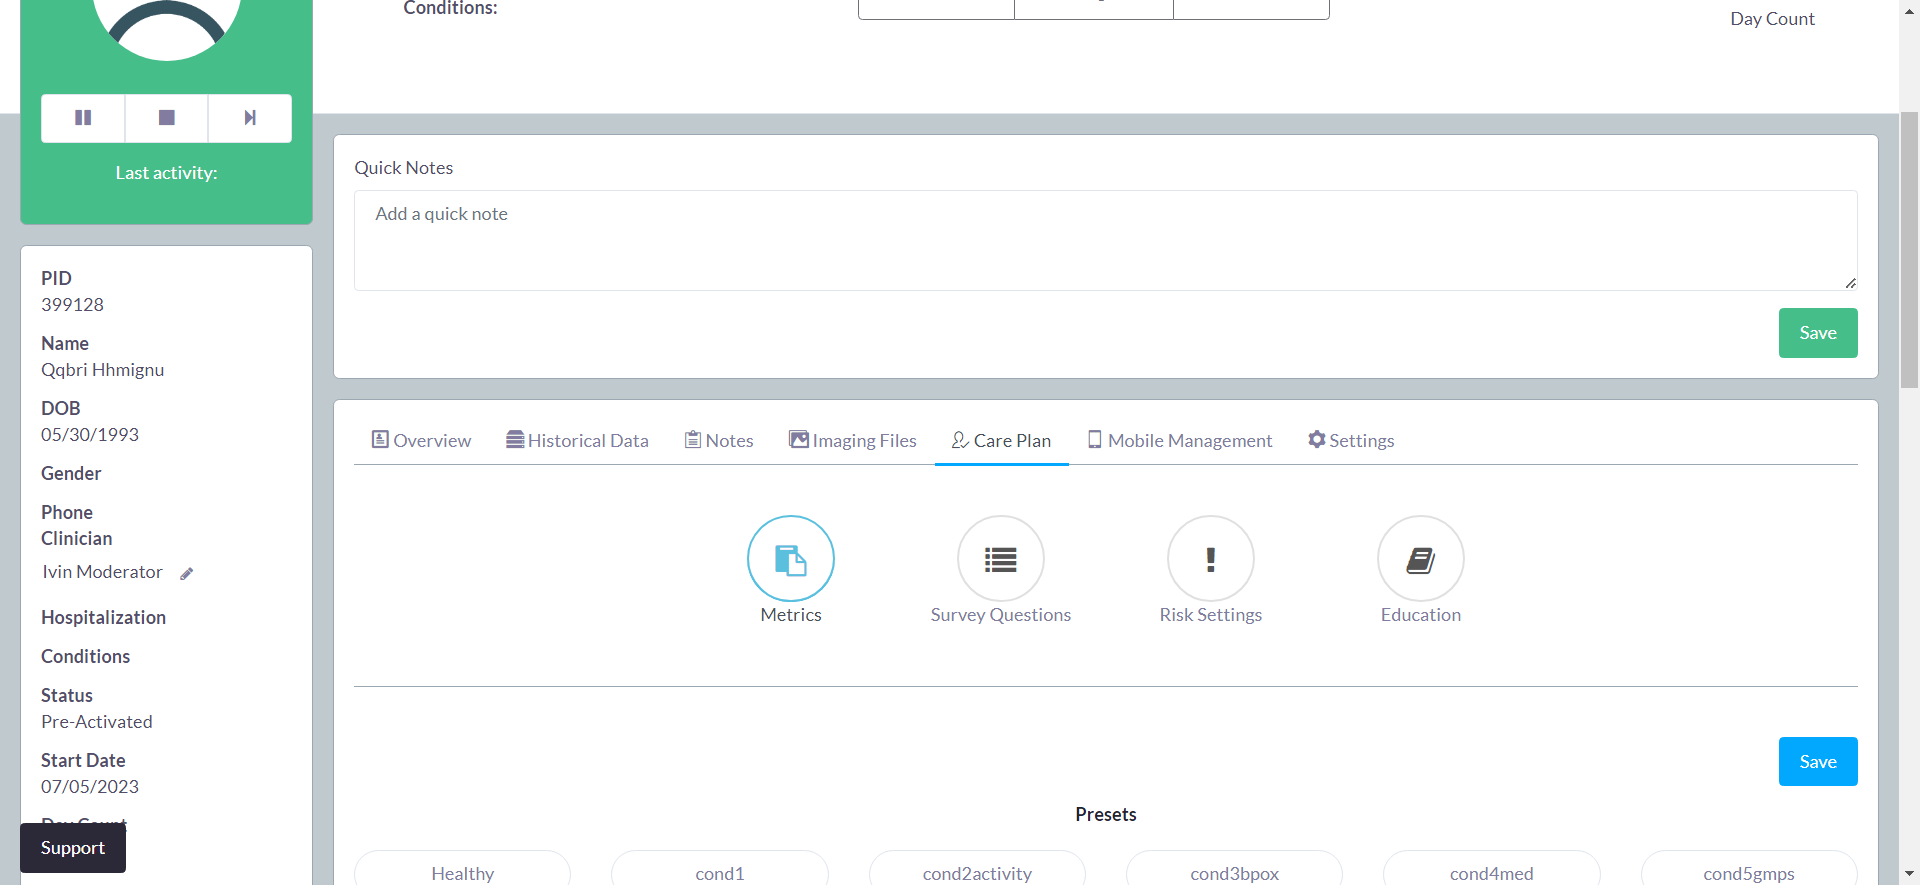 Conditions:
Day Count
Last activity:
Quick Notes
Add a quick note
Save
PID
399128
Name
Qqbri Hhmignu
DOB
05/30/1993
Gender
Phone
Clinician
Ivin Moderator
Hospitalization
Conditions
Status
Pre-Activated
Start Date
07/05/2023
Day Count
Support
Overview Historical Data Notes Imaging Files Care Plan Mobile Management Settings
Metrics Survey Questions Risk Settings Education
Save
Presets
Healthy cond1 cond2activity cond3bpox cond4med cond5gmps